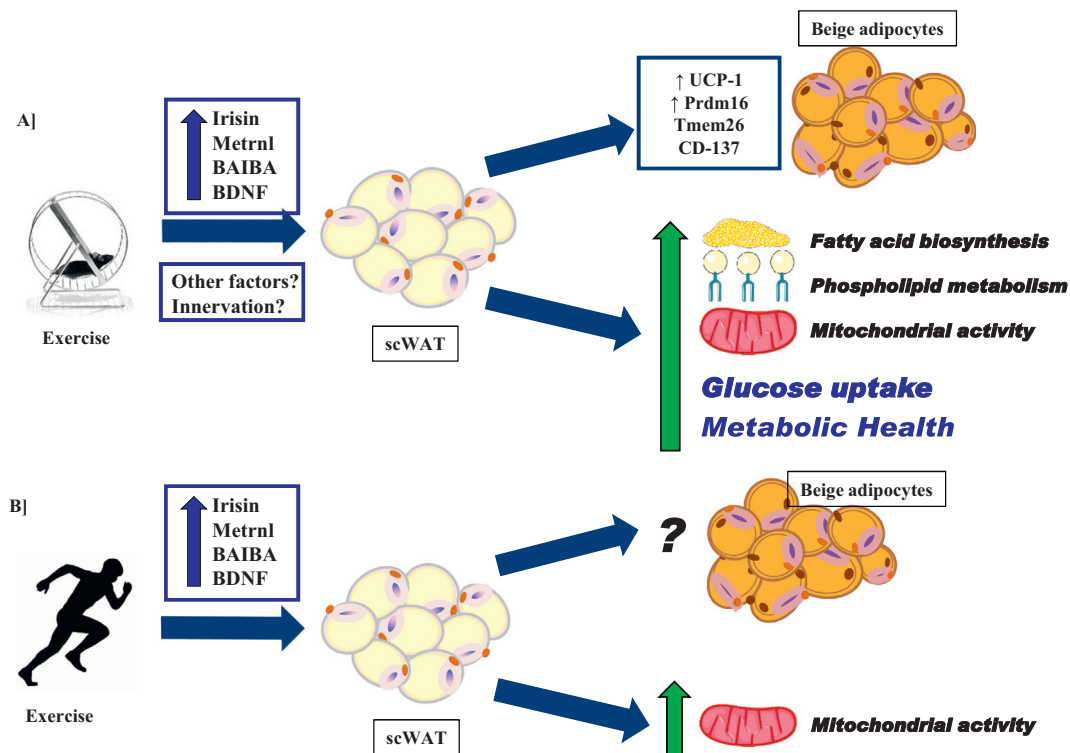 A]
Irisin
Metrnl
BAIBA
BDNF
Other factors?
Innervation?
Exercise
scWAT
↑ UCP-1
↑ Prdm16
Tmem26
CD-137
Beige adipocytes
Fatty acid biosynthesis
Phospholipid metabolism
Mitochondrial activity
Glucose uptake
Metabolic Health
B]
Irisin
Metrnl
BAIBA
BDNF
Exercise
scWAT
?
Beige adipocytes
Mitochondrial activity